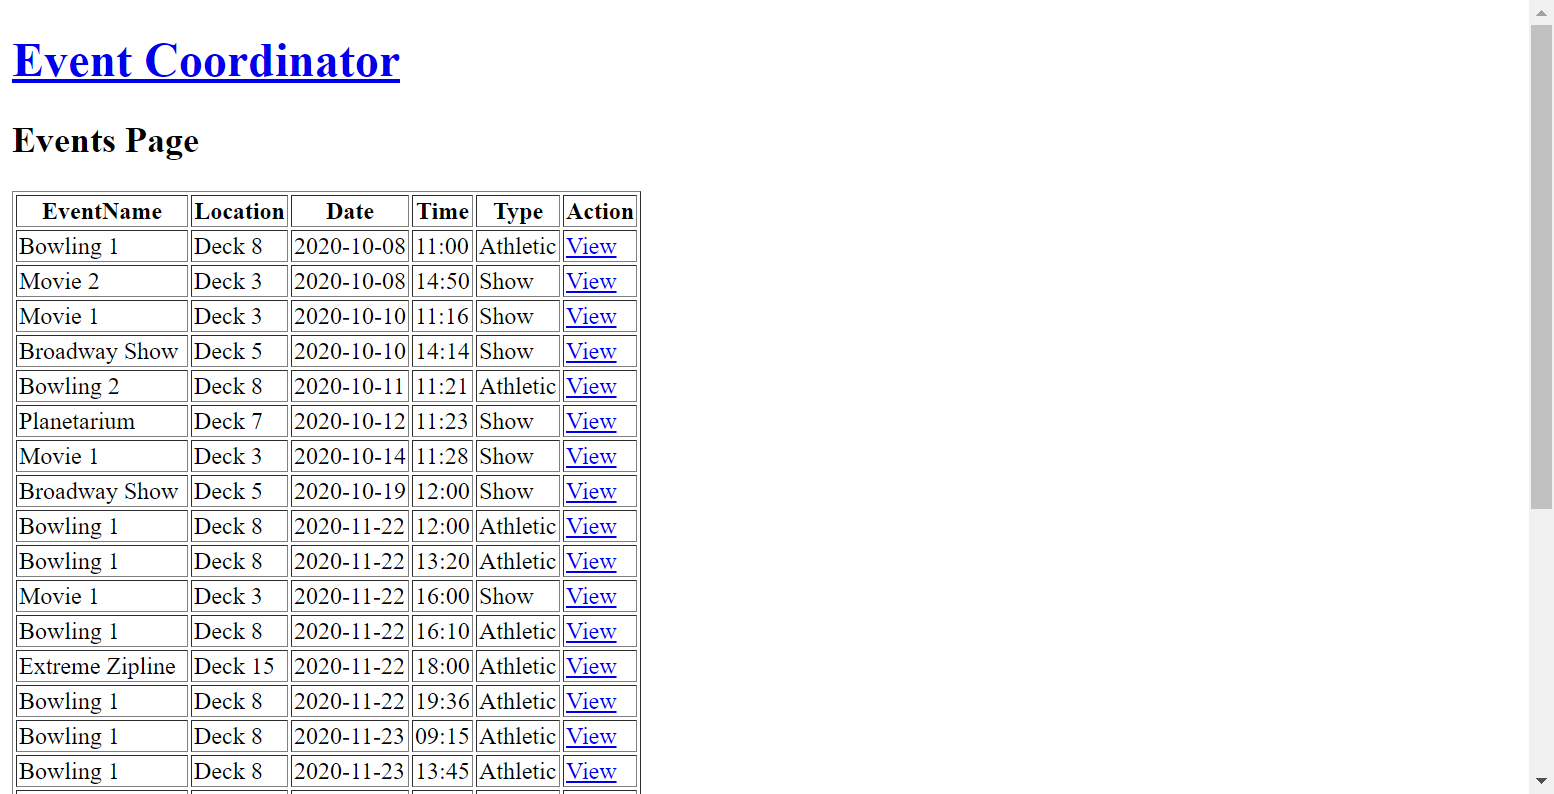 Event Coordinator
Events Page
EventName Location Date Time Type Action
Bowling 1 Deck 8 2020-10-08 11:00 Athletic View
Movie 2 Deck 3 2020-10-08 14:50 Show View
Movie 1 Deck 3 2020-10-10 11:16 Show View
Broadway Show Deck 5 2020-10-10 14:14 Show View
Bowling 2 Deck 8 2020-10-11 11:21 Athletic View
Planetarium Deck 7 2020-10-12 11:23 Show View
Movie 1 Deck 3 2020-10-14 11:28 Show View
Broadway Show Deck 5 2020-10-19 12:00 Show View
Bowling 1 Deck 8 2020-11-22 12:00 Athletic View
Bowling 1 Deck 8 2020-11-22 13:20 Athletic View
Movie 1 Deck 3 2020-11-22 16:00 Show View
Bowling 1 Deck 8 2020-11-22 16:10 Athletic View
Extreme Zipline Deck 15 2020-11-22 18:00 Athletic View
Bowling 1 Deck 8 2020-11-22 19:36 Athletic View
Bowling 1 Deck 8 2020-11-23 09:15 Athletic View
Bowling 1 Deck 8 2020-11-23 13:45 Athletic View